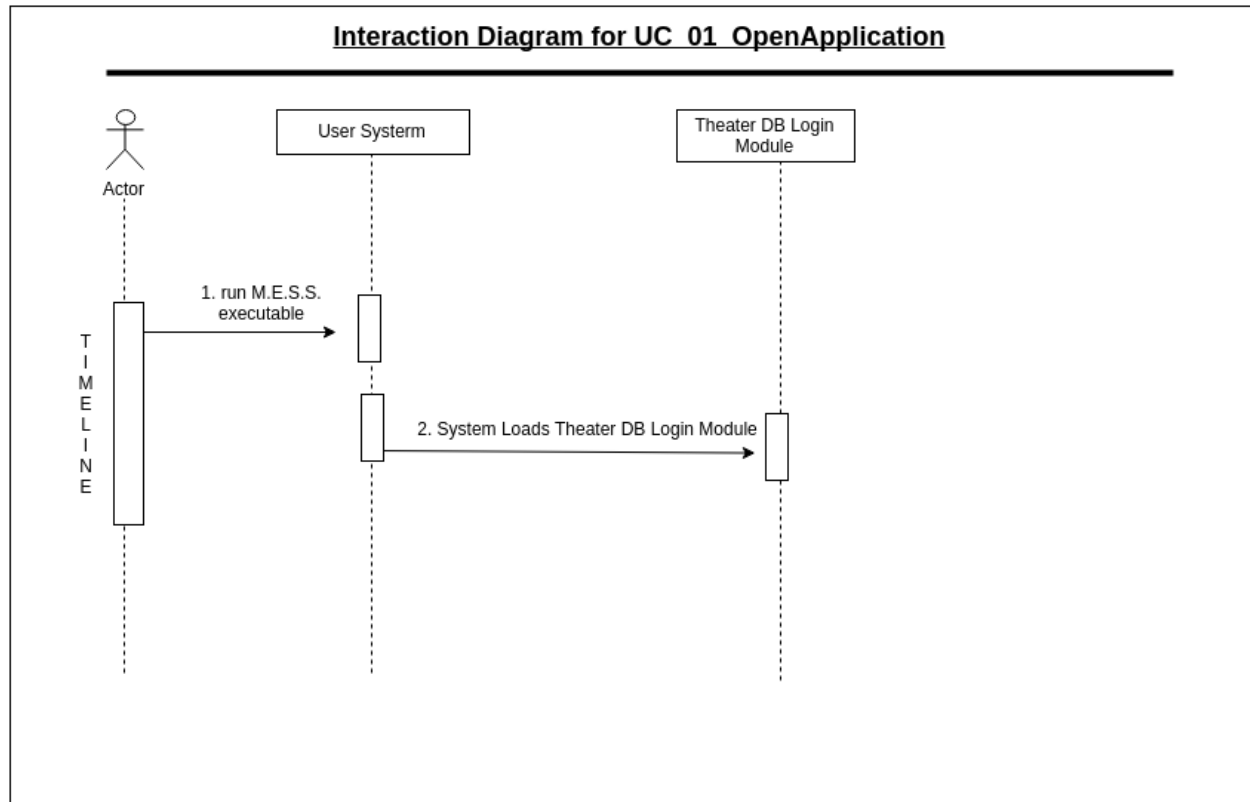 Interaction Diagram for UC_01_OpenApplication
User Systerm
Theater DB Login
Module
Actor
1. run M.E.S.S.
executable
T
I
M
E
L
I
N
E
2. System Loads Theater DB Login Module